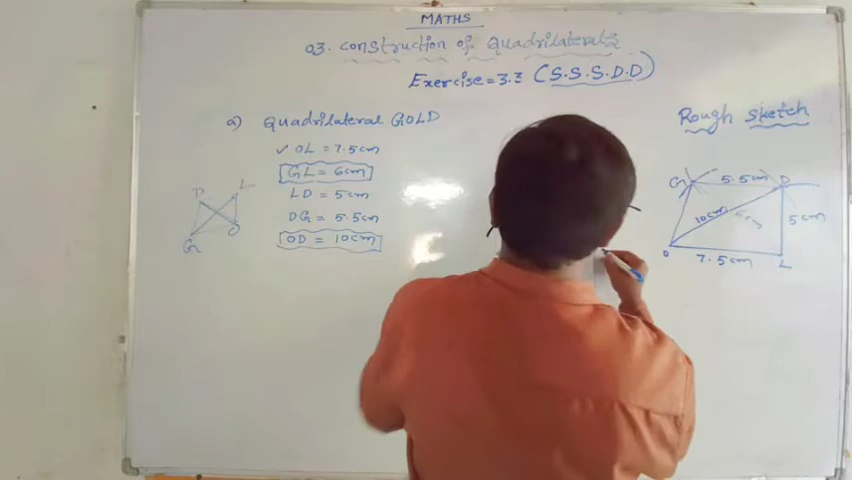 MATHS
Q3. Construction of Quadrilaterals
Exercise = 3.3 (S.S.S.D.D)
a) Quadrilateral GOLD
✓ OL = 7.5cm
GL = 6cm
LD = 5cm
DG = 5.5cm
OD = 10cm
D L
G O
Rough Sketch
G 5.5cm D
10cm 6cm 5cm
O 7.5cm L